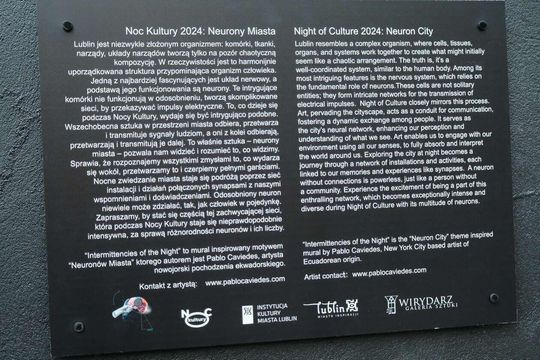 Noc Kultury 2024: Neurony Miasta
Lublin jest niezwykle złożonym organizmem: komórki, tkanki,
narządy, układy narządów tworzą tylko na pozór chaotyczną
kompozycję. W rzeczywistości jest to harmonijnie
uporządkowana struktura przypominająca organizm człowieka.
Jedną z najbardziej fascynujących jest układ nerwowy, a
podstawą jego funkcjonowania są neurony. Te intrygujące
komórki nie funkcjonują w odosobnieniu, tworzą skomplikowane
sieci, by przekazywać impulsy elektryczne. To, co dzieje się
podczas Nocy Kultury, wydaje się być intrygująco podobne.
Wszechobecna sztuka w przestrzeni miasta odbiera, przetwarza
i transmituje sygnały ludziom, a oni z kolei odbierają,
przetwarzają i transmitują je dalej. To właśnie sztuka – neurony
miasta – pozwala nam widzieć i rozumieć to, co widzimy.
Sprawia, że rozpoznajemy wszystkimi zmysłami to, co wydarza
się wokół, przetwarzamy to i czerpiemy pełnymi garściami.
Nocne zwiedzanie miasta staje się podróżą poprzez sieć
instalacji i działań połączonych synapsami z naszymi
wspomnieniami i doświadczeniami. Odosobniony neuron
niewiele może zdziałać, tak, jak człowiek w pojedynkę.
Zapraszamy, by stać się częścią tej zachwycającej sieci,
która podczas Nocy Kultury staje się nieprawdopodobnie
intensywna, za sprawą różnorodności neuronów i ich liczby.
"Intermittencies of the Night" to mural inspirowany motywem
"Neuronów Miasta" ktorego autorem jest Pablo Caviedes,
nowojorski pochodzenia ekwadorskiego.
Kontakt z artystą: www.pablocaviedes.com
Night of Culture 2024: Neuron City
Lublin resembles a complex organism, where cells, tissues,
organs, and systems work together to create what might initially
seem like a chaotic arrangement. The truth is, it's a
well-coordinated system, similar to the human body. Among its
most intriguing features is the nervous system, which relies on
the fundamental role of neurons. These cells are not solitary
entities; they form intricate networks for the transmission of
electrical impulses. Night of Culture closely mirrors this process.
Art, pervading the cityscape, acts as a conduit for communication,
fostering a dynamic exchange among people. It serves as
the city's neural network, enhancing our perception and
understanding of what we see. Art enables us to engage with our
environment using all our senses, to fully absorb and interpret
the world around us. Exploring the city at night becomes a
journey through a network of installations and activities, each
linked to our memories and experiences like synapses. A neuron
without connections is powerless, just like a person without
a community. Experience the excitement of being a part of this
enthralling network, which becomes exceptionally intense and
diverse during Night of Culture with its multitude of neurons.
"Intermittencies of the Night" is the "Neuron City" theme inspired
mural by Pablo Caviedes, New York City based artist of
Ecuadorean origin.
Artist contact: www.pablocaviedes.com
NOC
kultury
INSTYTUCJA
KULTURY
MIASTA LUBLIN
Lublin
MIASTO INSPIRACJI
WIRYDARZ
GALERIA SZTUKI